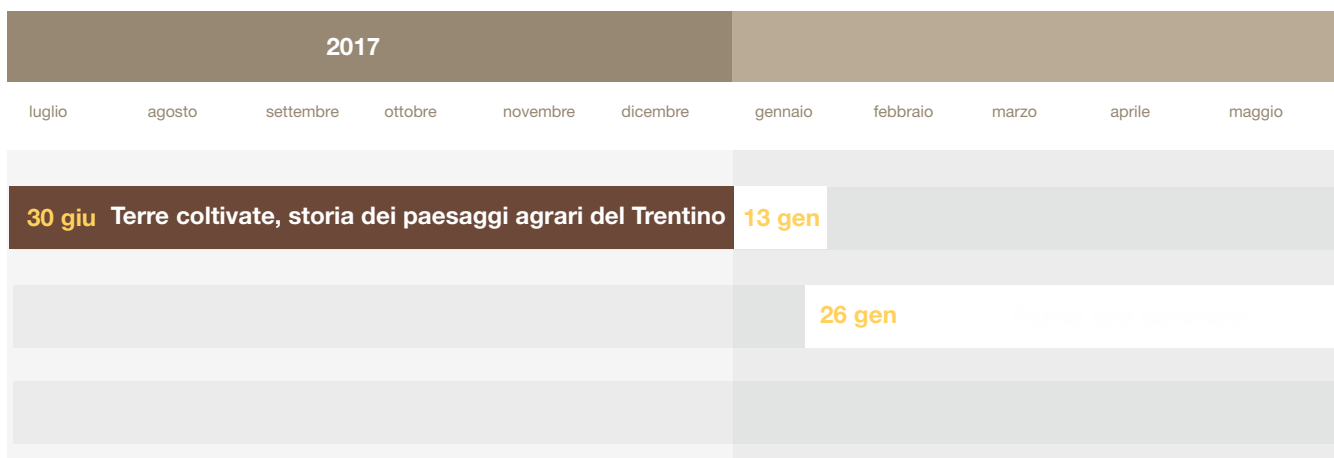 2017
luglio agosto settembre ottobre novembre dicembre gennaio febbraio marzo aprile maggio
30 giu Terre coltivate, storia dei paesaggi agrari del Trentino 13 gen
26 gen